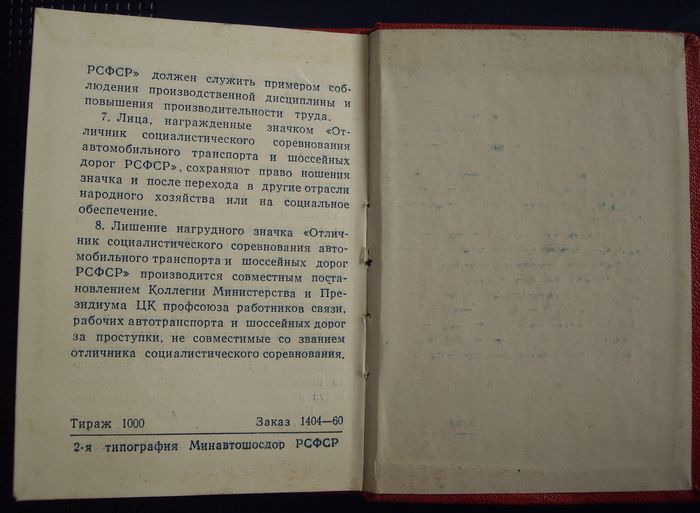 РСФСР» должен служить примером соб-
людения производственной дисциплины и
повышения производительности труда.
7. Лица, награжденные значком «От-
личник социалистического соревнования
автомобильного транспорта и шоссейных
дорог РСФСР», сохраняют право ношения
значка и после перехода в другие отрасли
народного хозяйства или на социальное
обеспечение.
8. Лишение нагрудного значка «Отлич-
ник социалистического соревнования авто-
мобильного транспорта и шоссейных дорог
РСФСР» производится совместным поста-
новлением Коллегии Министерства и Пре-
зидиума ЦК профсоюза работников связи,
рабочих автотранспорта и шоссейных дорог
за проступки, не совместимые со званием
отличника социалистического соревнования.
Тираж 1000 Заказ 1404—60
2-я типография Минавтошосдор РСФСР